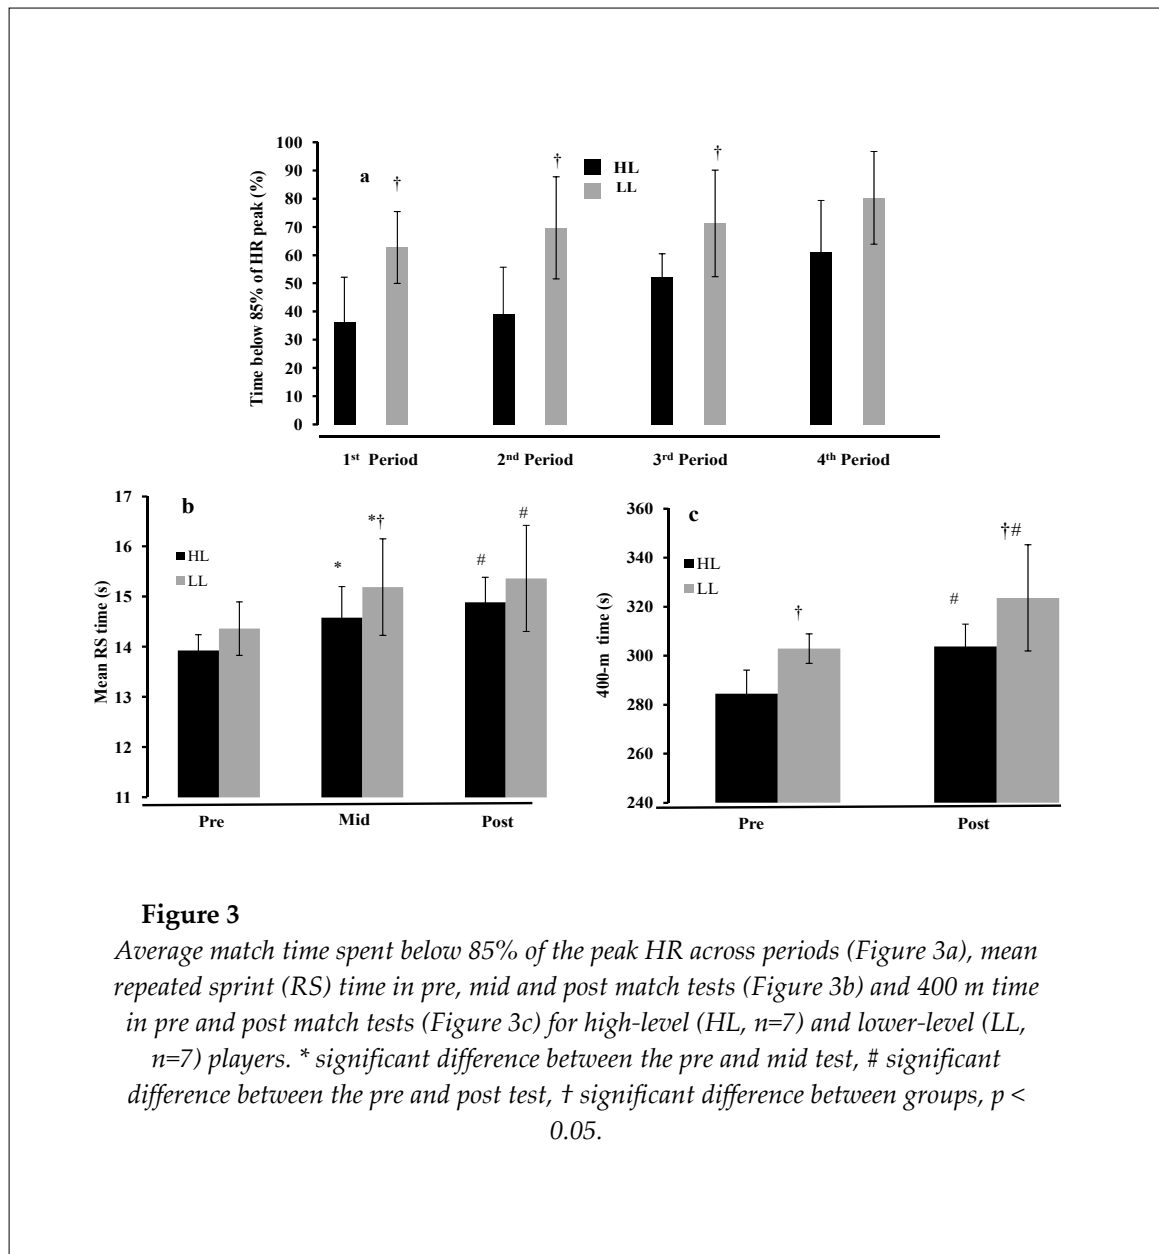 100
90
80
70
60
50
40
30
20
10
0
Time below 85% of HR peak (%)
a
†
†
†
HL
LL
1st Period
2nd Period
3rd Period
4th Period
17
16
15
14
13
12
11
Mean RS time (s)
b
HL
LL
*
*†
#
#
Pre
Mid
Post
360
340
320
300
280
260
240
400-m time (s)
c
HL
LL
†
#
†#
Pre
Post
Figure 3
Average match time spent below 85% of the peak HR across periods (Figure 3a), mean
repeated sprint (RS) time in pre, mid and post match tests (Figure 3b) and 400 m time
in pre and post match tests (Figure 3c) for high-level (HL, n=7) and lower-level (LL,
n=7) players. * significant difference between the pre and mid test, # significant
difference between the pre and post test, † significant difference between groups, p <
0.05.